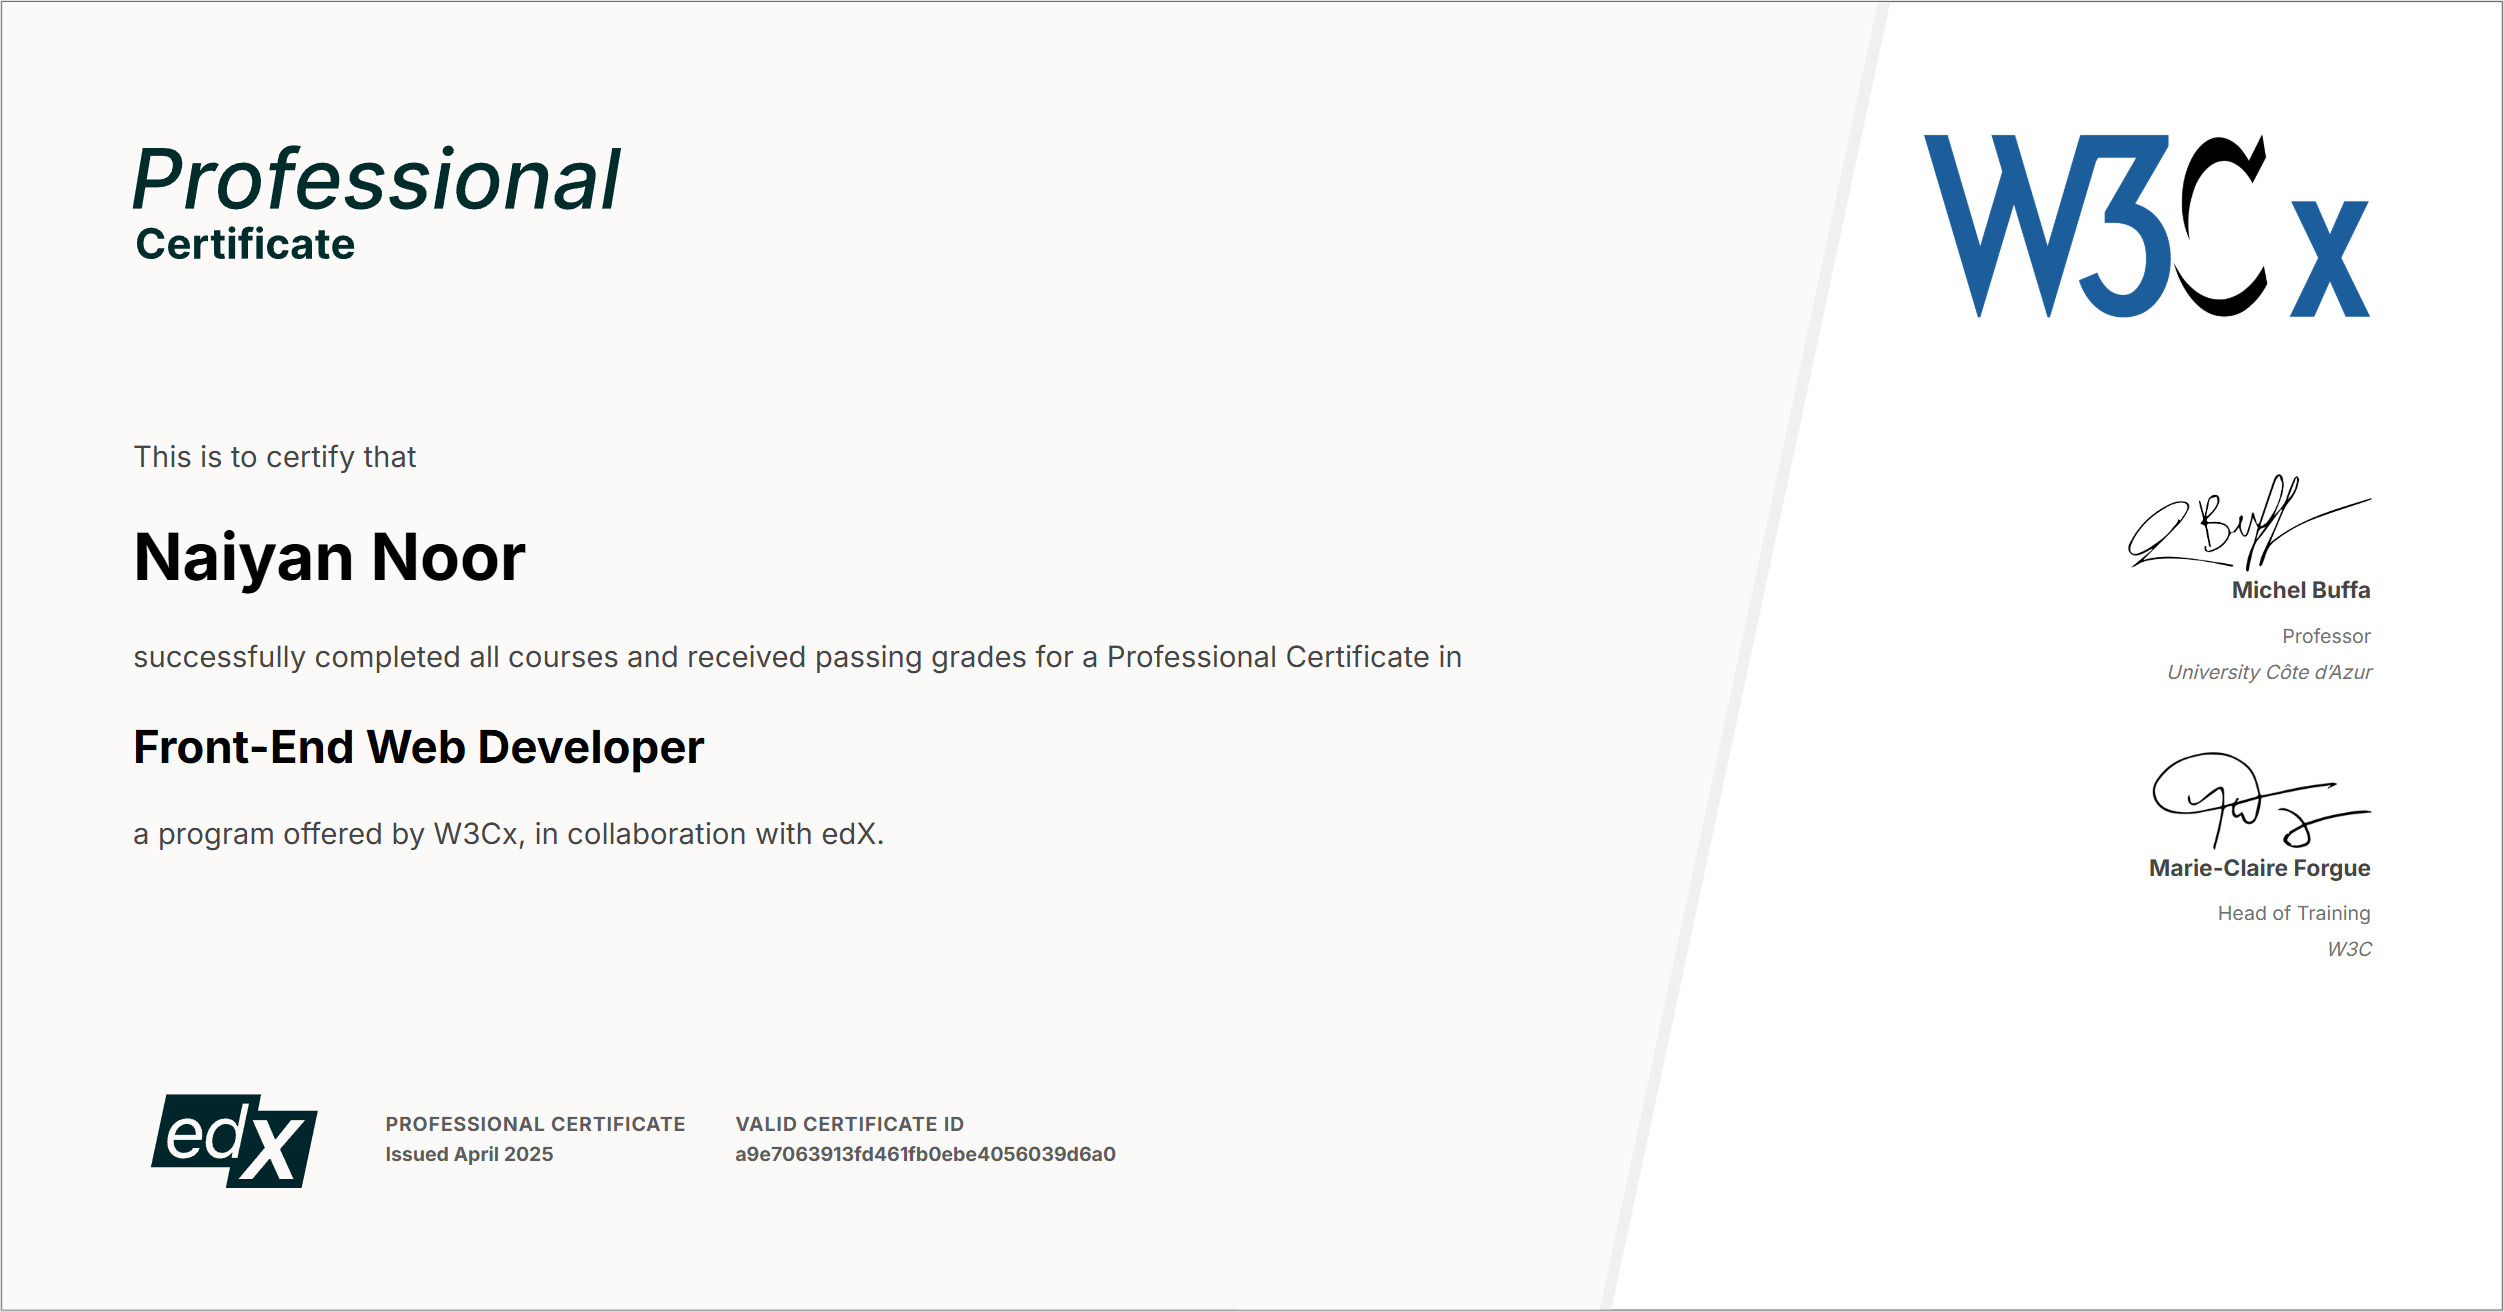 Professional
Certificate
W3Cx
This is to certify that
Naiyan Noor
successfully completed all courses and received passing grades for a Professional Certificate in
Front-End Web Developer
a program offered by W3Cx, in collaboration with edX.
Michel Buffa
Professor
University Côte d’Azur
Marie-Claire Forgue
Head of Training
W3C
edX
PROFESSIONAL CERTIFICATE
Issued April 2025
VALID CERTIFICATE ID
a9e7063913fd461fb0ebe4056039d6a0